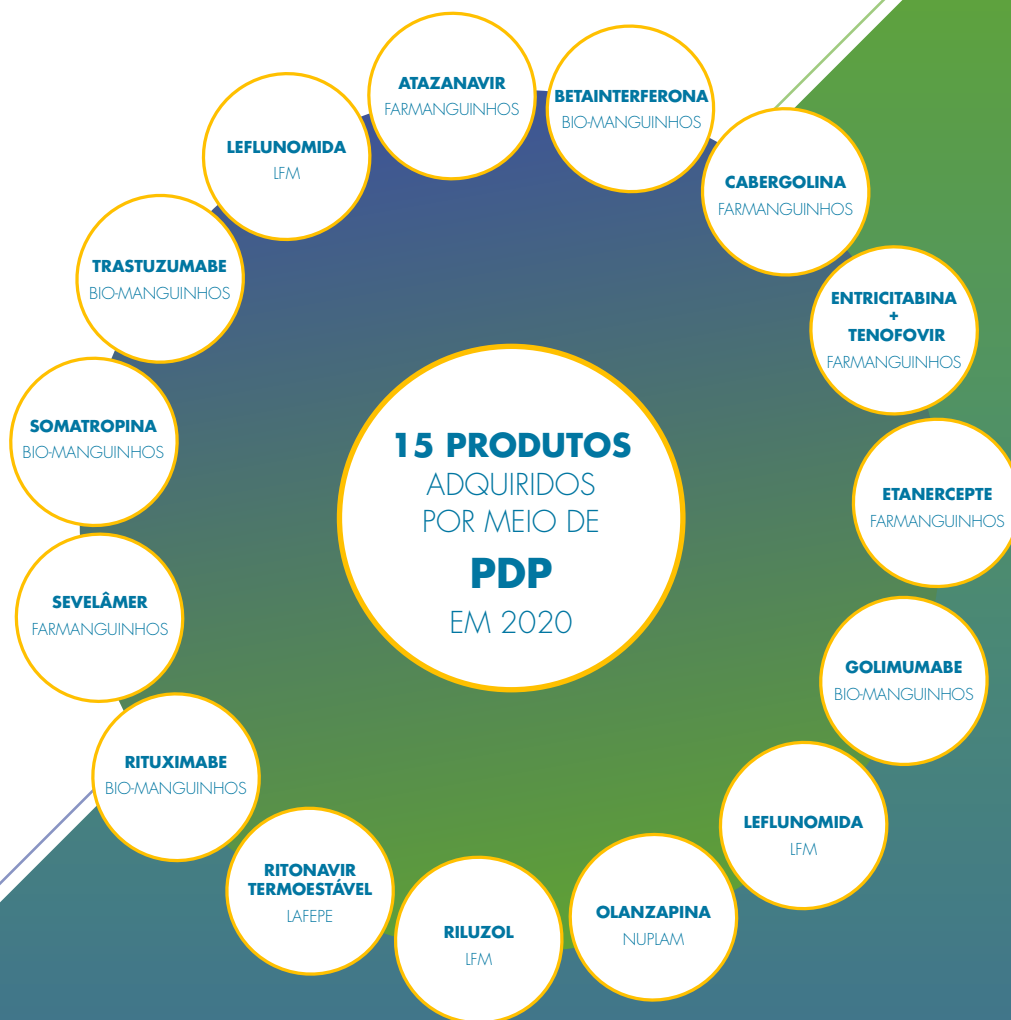 ATAZANAVIR
FARMANGUINHOS
BETAINTERFERONA
BIO-MANGUINHOS
CABERGOLINA
FARMANGUINHOS
ENTRICITABINA
+
TENOFOVIR
FARMANGUINHOS
ETANERCEPTE
FARMANGUINHOS
GOLIMUMABE
BIO-MANGUINHOS
LEFLUNOMIDA
LFM
OLANZAPINA
NUPLAM
RILUZOL
LFM
RITONAVIR
TERMOESTÁVEL
LAFEPE
RITUXIMABE
BIO-MANGUINHOS
SEVELÂMER
FARMANGUINHOS
SOMATROPINA
BIO-MANGUINHOS
TRASTUZUMABE
BIO-MANGUINHOS
LEFLUNOMIDA
LFM
15 PRODUTOS
ADQUIRIDOS
POR MEIO DE
PDP
EM 2020